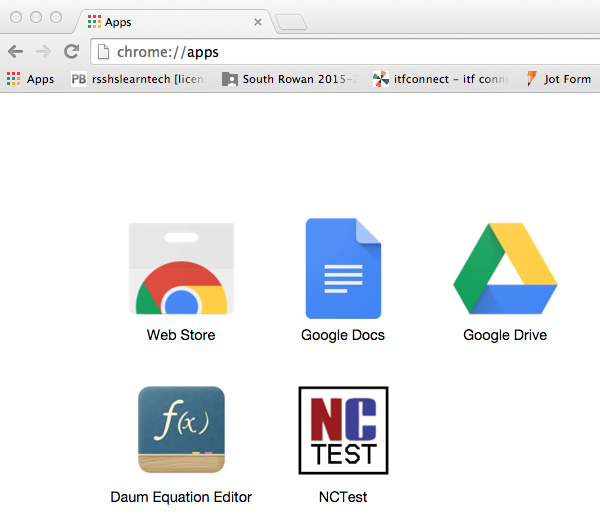 Apps
chrome://apps
Apps
PB rsshslearntech [licen
South Rowan 2015-2
itfconnect - itf conn
Jot Form
Web Store
Google Docs
Google Drive
f(x)
Daum Equation Editor
NC
TEST
NCTest